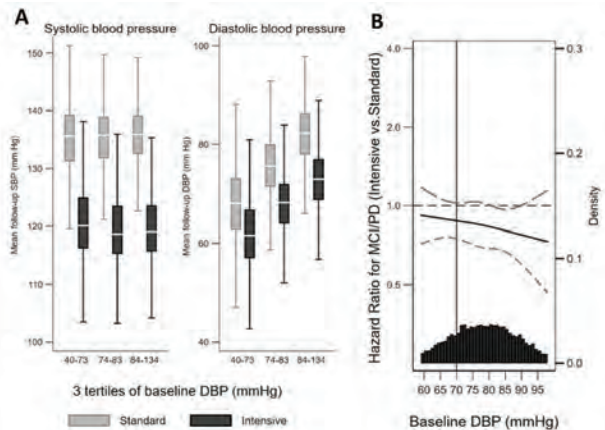 A
Systolic blood pressure
Diastolic blood pressure
Mean follow-up SBP (mm Hg)
150
140
130
120
110
100
40-73 74-83 84-134
Mean follow-up DBP (mm Hg)
100
80
60
40
40-73 74-83 84-134
3 tertiles of baseline DBP (mmHg)
Standard Intensive
B
Hazard Ratio for MCI/PD (Intensive vs.Standard)
4.0
2.0
1.0
0.5
0.3
0.2
0.1
0.0
Density
60 65 70 75 80 85 90 95
Baseline DBP (mmHg)